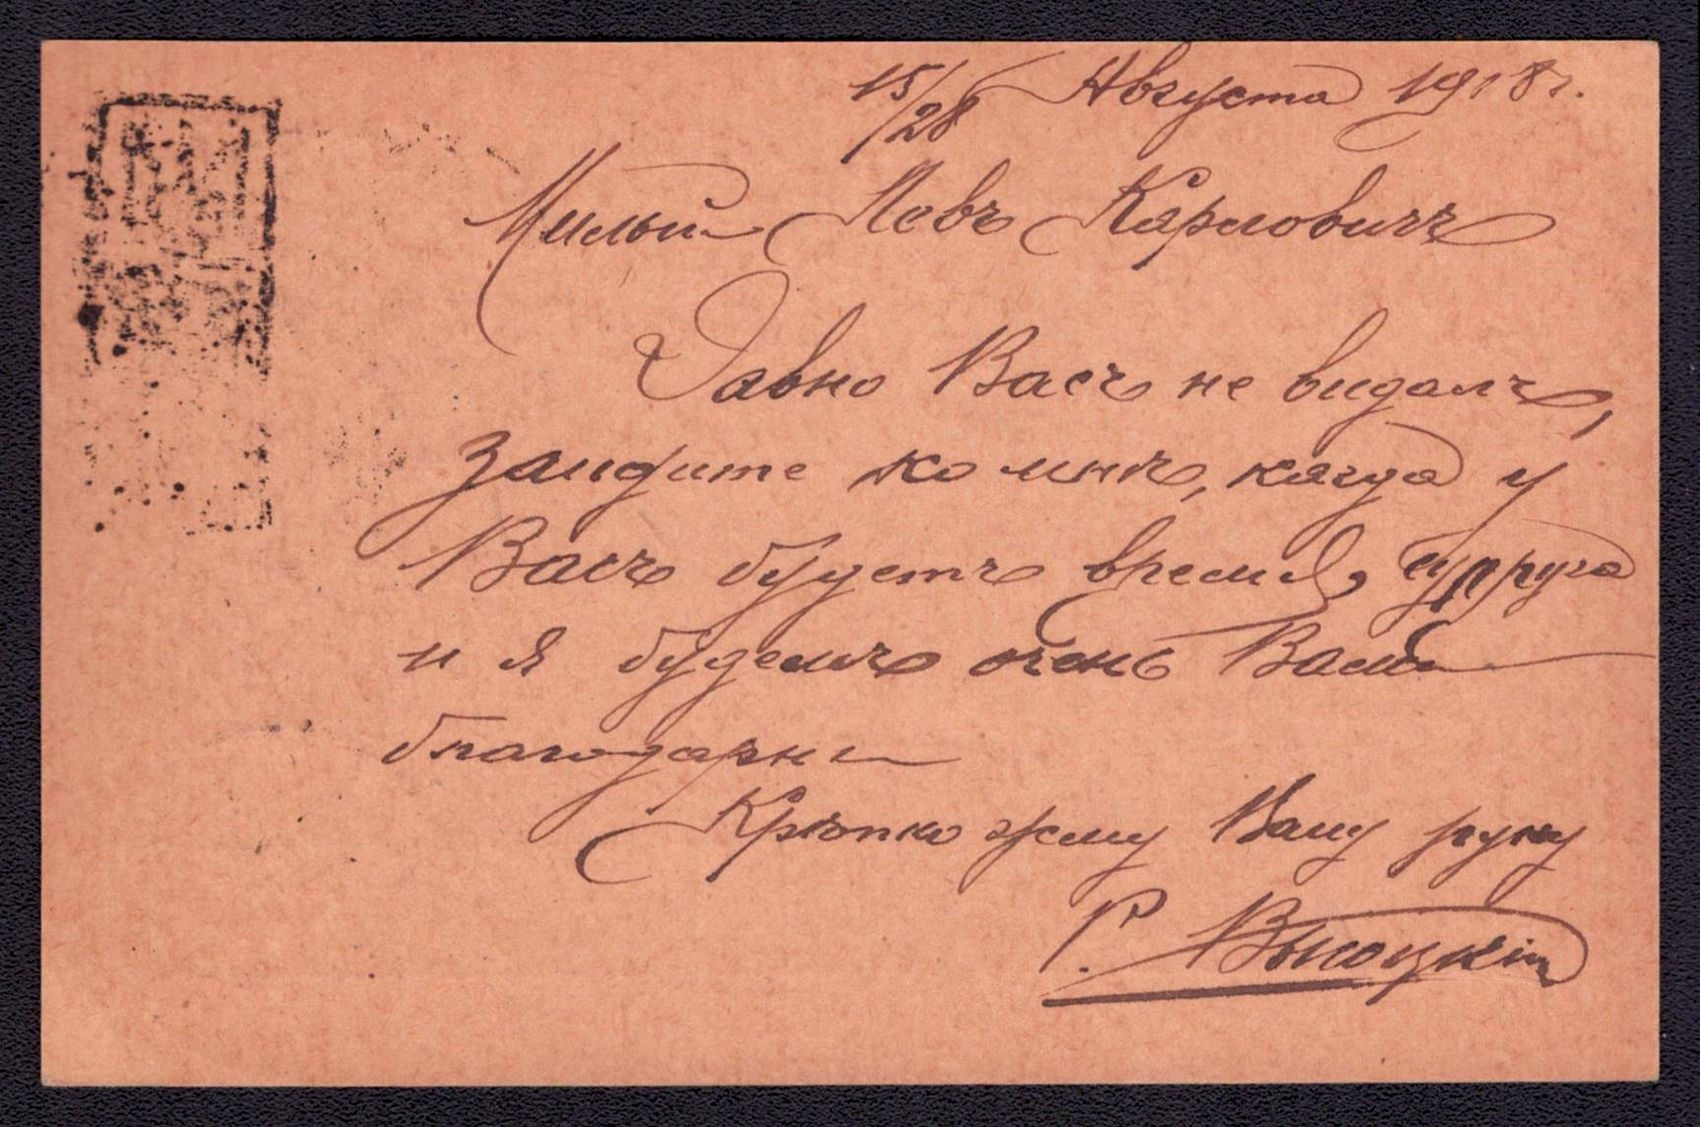 15/28 Августа 1918 г.
Милый Левъ Карловичъ
Давно Васъ не видалъ,
зайдите ко мнѣ, когда у
Васъ будетъ время, супруга
и я будемъ очень Вамъ
благодарны
Крѣпко жму Вашу руку
Р. Высоцкій